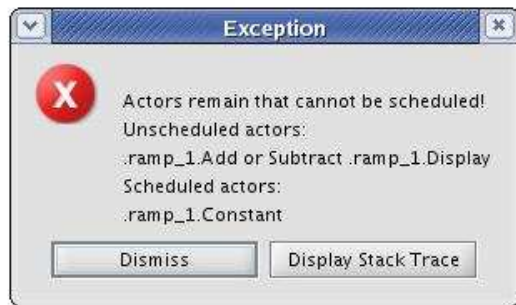 Exception
Actors remain that cannot be scheduled!
Unscheduled actors:
.ramp_1.Add or Subtract .ramp_1.Display
Scheduled actors:
.ramp_1.Constant
Dismiss
Display Stack Trace